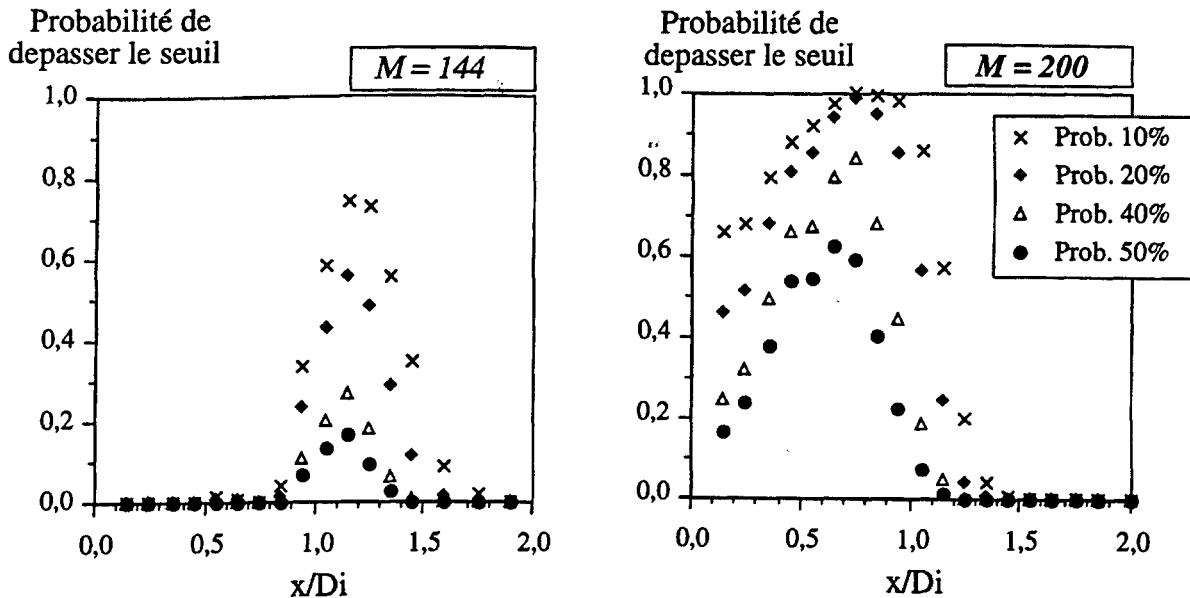 Probabilité de
depasser le seuil
M = 144
1,0
0,8
0,6
0,4
0,2
0,0
0,0 0,5 1,0 1,5 2,0
x/Di
Probabilité de
depasser le seuil
M = 200
1,0
0,8
0,6
0,4
0,2
0,0
0,0 0,5 1,0 1,5 2,0
x/Di
Prob. 10%
Prob. 20%
Prob. 40%
Prob. 50%